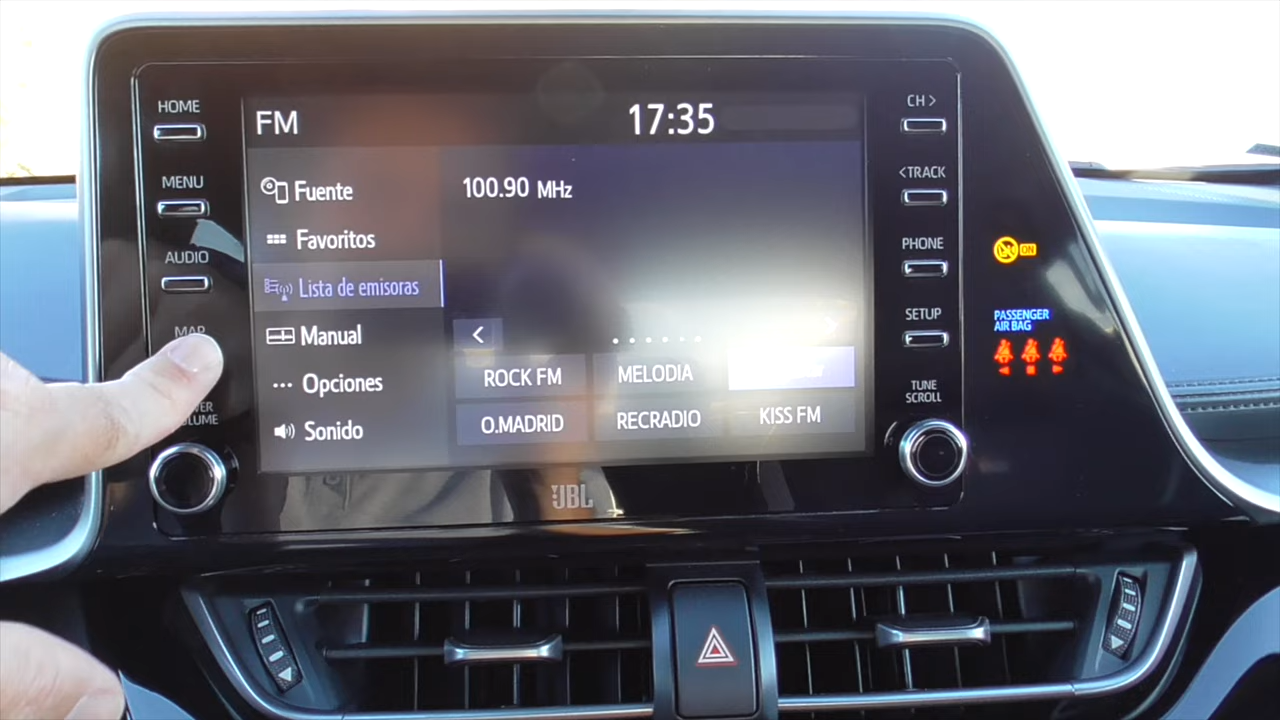 HOME
MENU
AUDIO
MAP
FM
17:35
Fuente
Favoritos
Lista de emisoras
Manual
Opciones
Sonido
100.90 MHz
ROCK FM
MELODIA
O.MADRID
RECRADIO
KISS FM
JBL
CH >
< TRACK
PHONE
SETUP
TUNE
SCROLL
ON
PASSENGER
AIR BAG